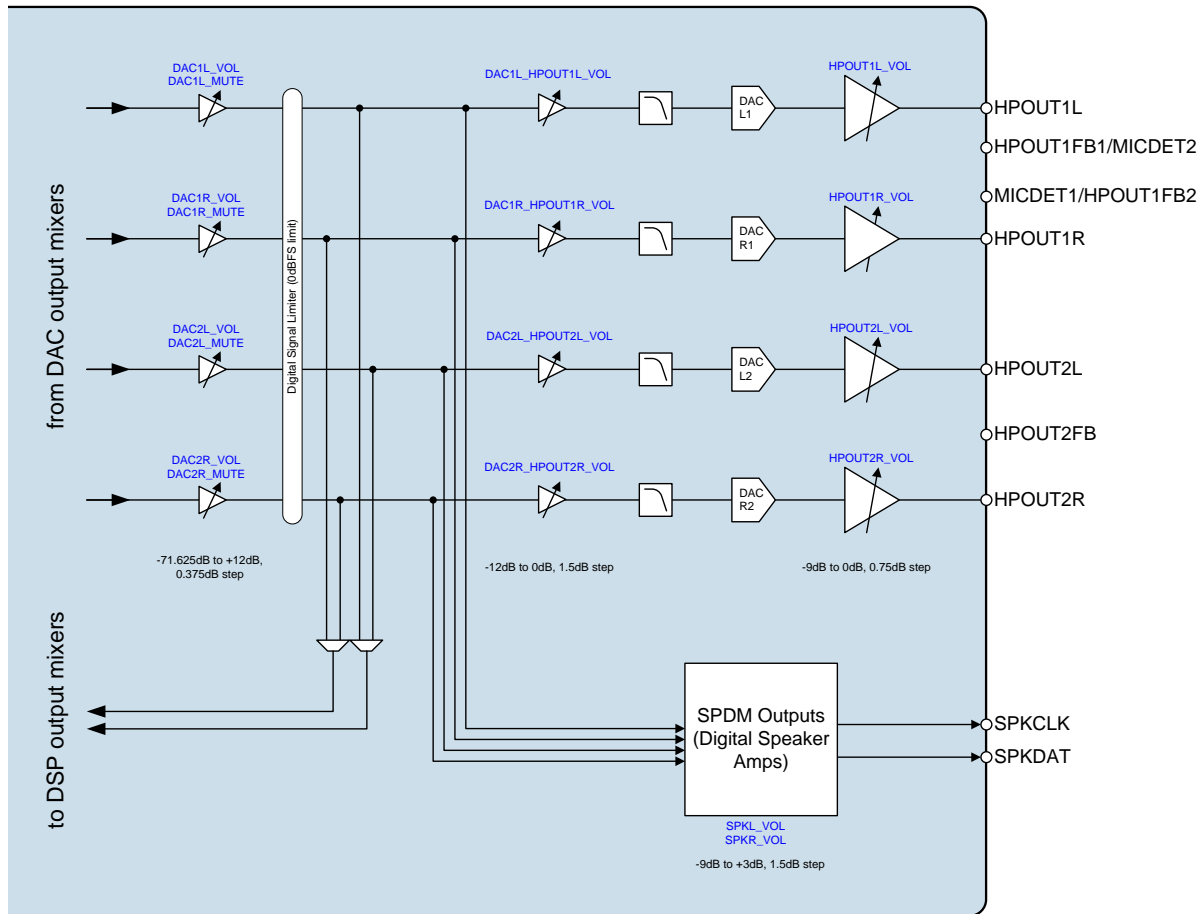 DAC1L_VOL
DAC1L_MUTE
DAC1L_HPOUT1L_VOL
HPOUT1L_VOL
DAC
L1
HPOUT1L
HPOUT1FB1/MICDET2
MICDET1/HPOUT1FB2
DAC1R_VOL
DAC1R_MUTE
DAC1R_HPOUT1R_VOL
HPOUT1R_VOL
DAC
R1
HPOUT1R
from DAC output mixers
Digital Signal Limiter (0dBFS limit)
DAC2L_VOL
DAC2L_MUTE
DAC2L_HPOUT2L_VOL
HPOUT2L_VOL
DAC
L2
HPOUT2L
HPOUT2FB
DAC2R_VOL
DAC2R_MUTE
DAC2R_HPOUT2R_VOL
HPOUT2R_VOL
DAC
R2
HPOUT2R
-71.625dB to +12dB,
0.375dB step
-12dB to 0dB, 1.5dB step
-9dB to 0dB, 0.75dB step
to DSP output mixers
SPDM Outputs
(Digital Speaker
Amps)
SPKCLK
SPKDAT
SPKL_VOL
SPKR_VOL
-9dB to +3dB, 1.5dB step